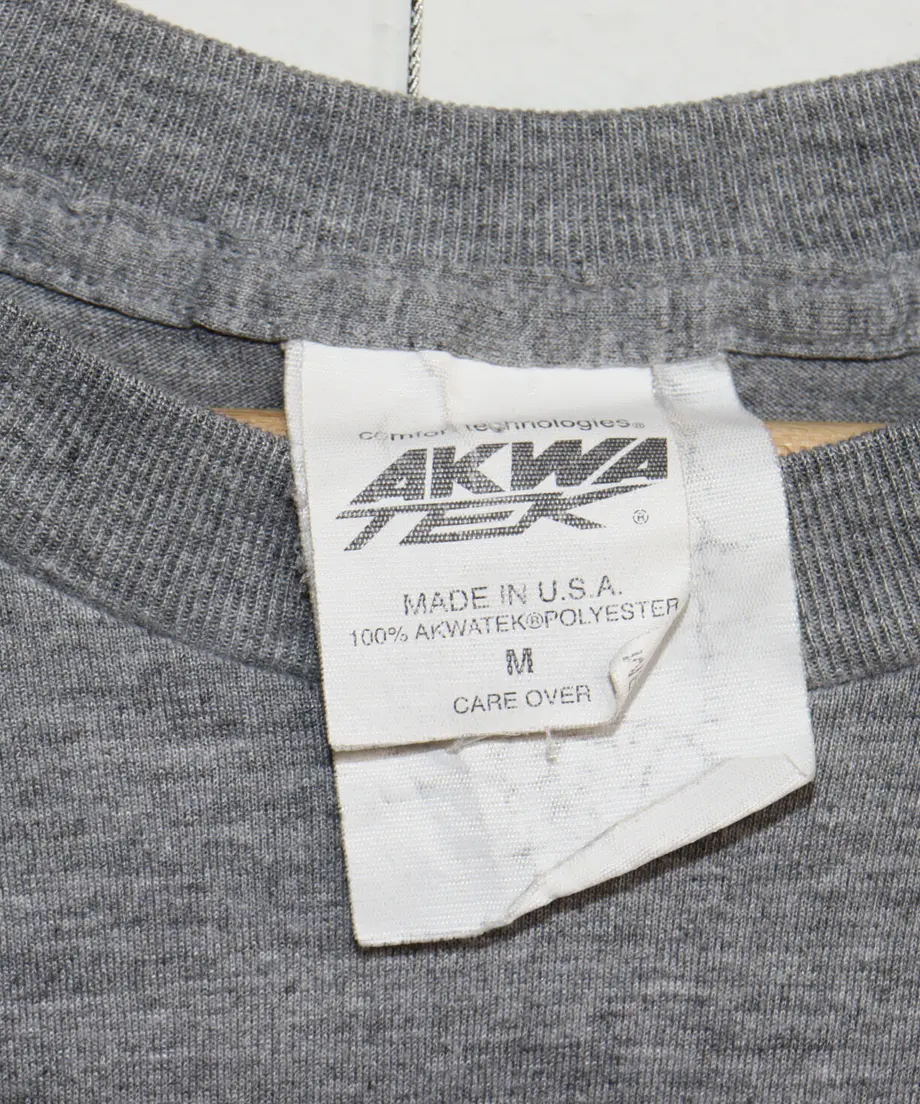 comfort technologies®
AKWA
TEK ®
MADE IN U.S.A.
100% AKWATEK®POLYESTER
M
CARE OVER